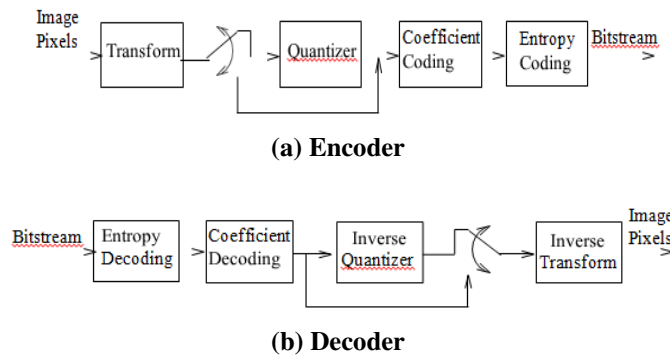 Image
Pixels
Transform
Quantizer
Coefficient
Coding
Entropy
Coding
Bitstream
(a) Encoder
Bitstream
Entropy
Decoding
Coefficient
Decoding
Inverse
Quantizer
Inverse
Transform
Image
Pixels
(b) Decoder